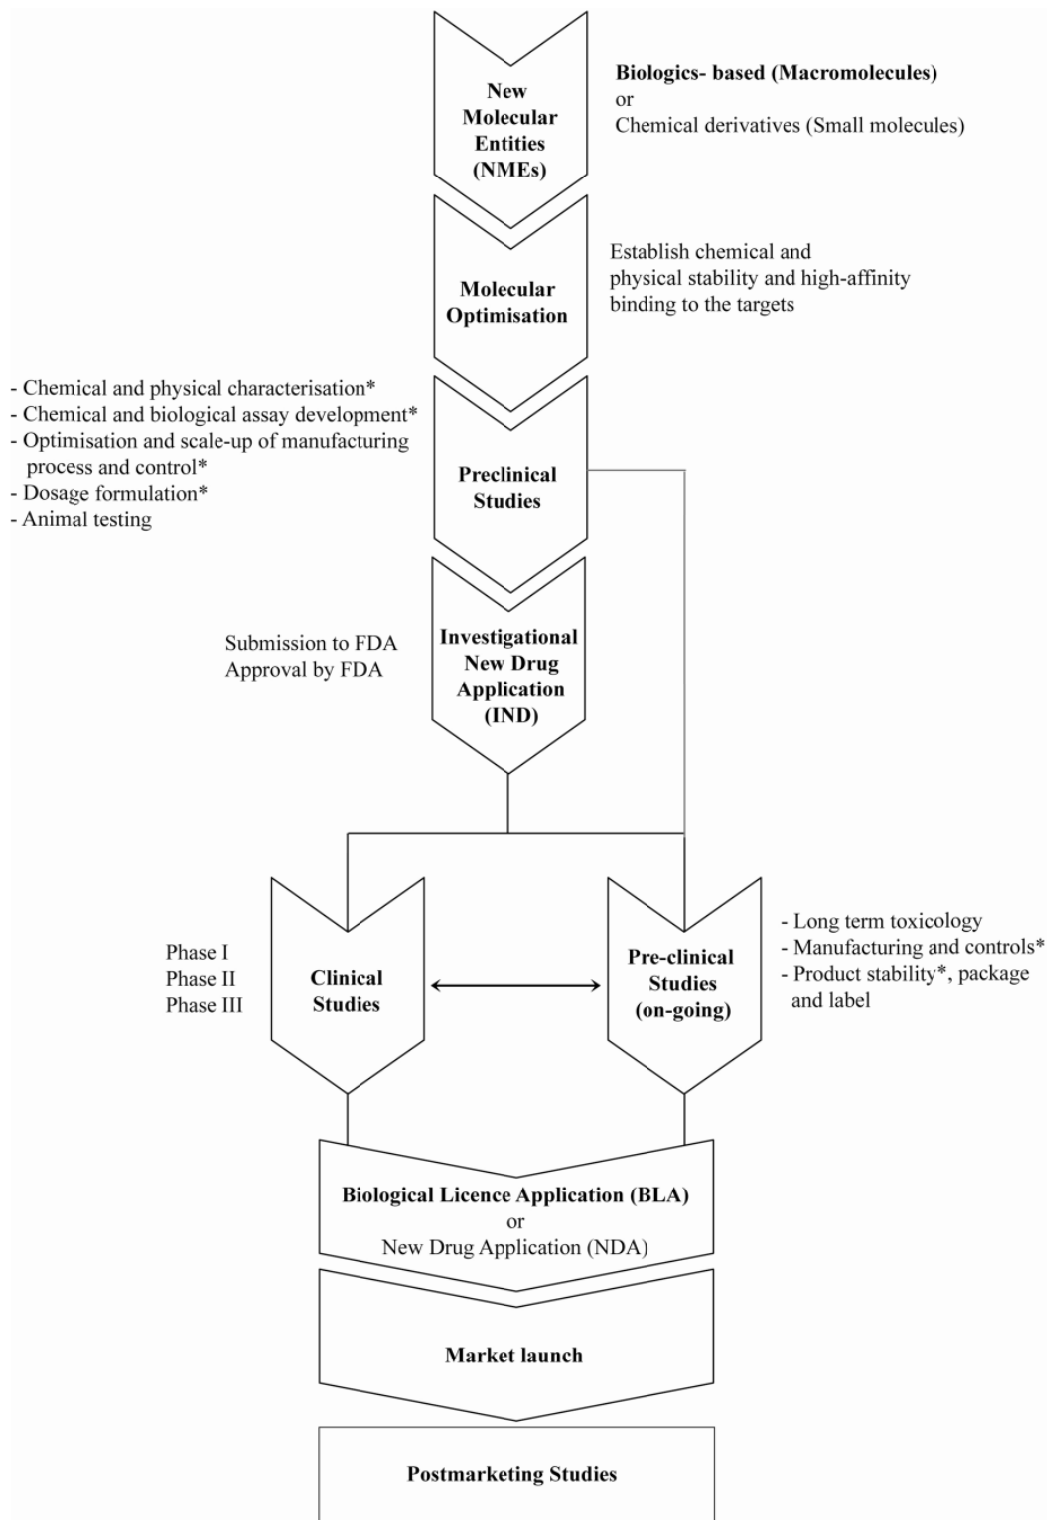 New
Molecular
Entities
(NMEs)
Biologics- based (Macromolecules)
or
Chemical derivatives (Small molecules)
Molecular
Optimisation
Establish chemical and
physical stability and high-affinity
binding to the targets
- Chemical and physical characterisation*
- Chemical and biological assay development*
- Optimisation and scale-up of manufacturing
process and control*
- Dosage formulation*
- Animal testing
Preclinical
Studies
Submission to FDA
Approval by FDA
Investigational
New Drug
Application
(IND)
Phase I
Phase II
Phase III
Clinical
Studies
Pre-clinical
Studies
(on-going)
- Long term toxicology
- Manufacturing and controls*
- Product stability*, package
and label
Biological Licence Application (BLA)
or
New Drug Application (NDA)
Market launch
Postmarketing Studies